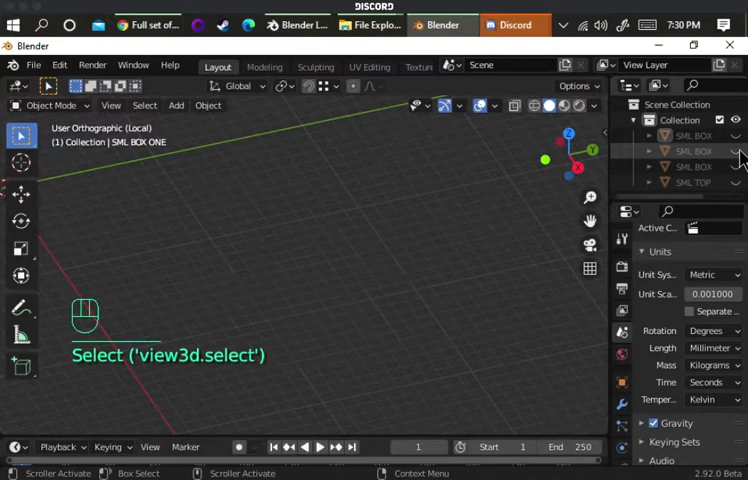 DISCORD
Full set of...
Blender L...
File Explo...
Blender
Discord
7:30 PM
Blender
File Edit Render Window Help Layout Modeling Sculpting UV Editing Textur
Scene View Layer
Global Options
Object Mode View Select Add Object
User Orthographic (Local)
(1) Collection | SML BOX ONE
Z
Y
X
Select ('view3d.select')
Scene Collection
Collection
SML BOX
SML BOX
SML BOX
SML TOP
Active C...
Units
Unit Sys... Metric
Unit Sca... 0.001000
Separate ...
Rotation Degrees
Length Millimeter
Mass Kilograms
Time Seconds
Temper... Kelvin
Gravity
Keying Sets
Audio
Playback Keying View Marker 1 Start 1 End 250
Scroller Activate Box Select Scroller Activate Context Menu 2.92.0 Beta